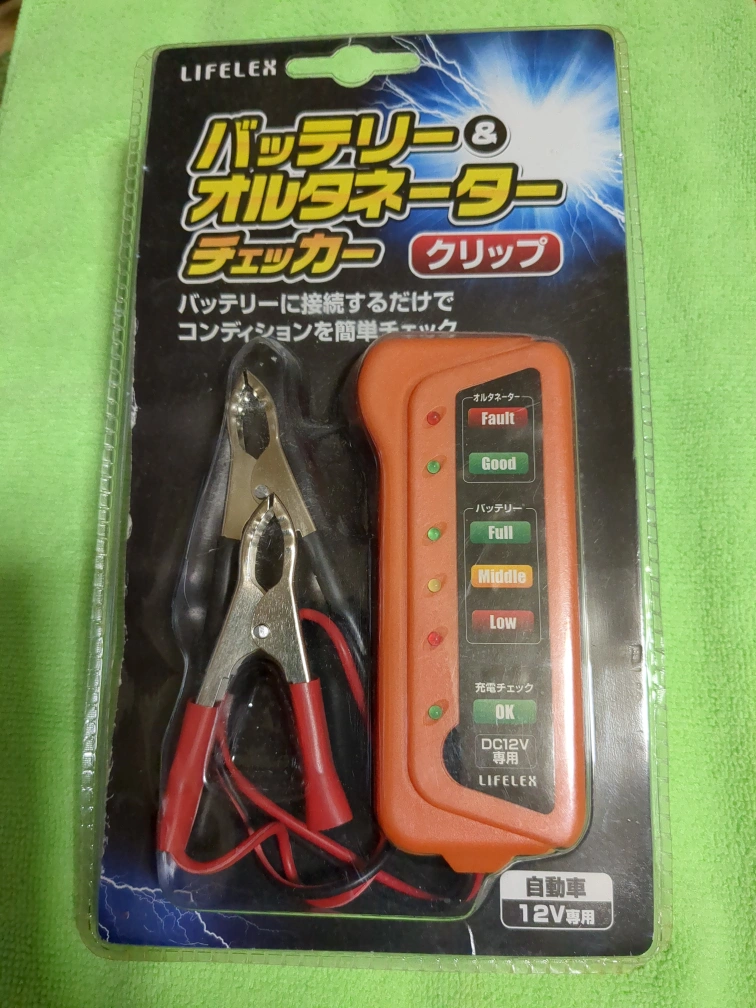 LIFELEX
バッテリー&
オルタネーター
チェッカー クリップ
バッテリーに接続するだけで
コンディションを簡単チェック
オルタネーター
Fault
Good
バッテリー
Full
Middle
Low
充電チェック
OK
DC12V
専用
LIFELEX
自動車
12V専用